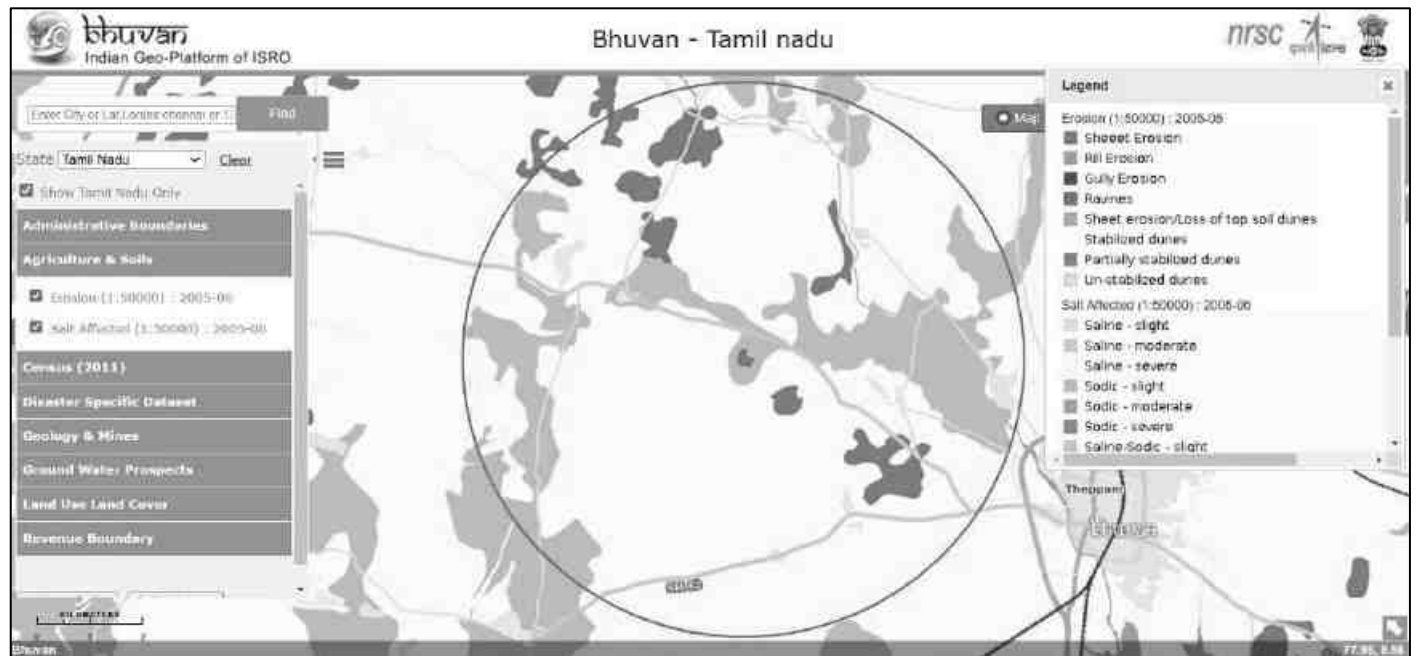 bhuvan
Indian Geo-Platform of ISRO
Bhuvan - Tamil nadu
nrsc
Find
State Tamil Nadu Clear
Show Tamil Nadu Only
Administrative Boundaries
Agriculture & Soils
Erosion (1:50000) : 2005-06
Salt Affected (1:50000) : 2005-06
Census (2011)
Disaster Specific Dataset
Geology & Mines
Ground Water Prospects
Land Use Land Cover
Revenue Boundary
KILOMETERS
Bhuvan
Map
Legend
Erosion (1:50000) : 2005-06
Sheeet Erosion
Rill Erosion
Gully Erosion
Ravines
Sheet erosion/Loss of top soil dunes
Stabilized dunes
Partially stabilized dunes
Un-stabilized dunes
Salt Affected (1:50000) : 2005-06
Saline - slight
Saline - moderate
Saline - severe
Sodic - slight
Sodic - moderate
Sodic - severe
Saline-Sodic - slight
bhuvan